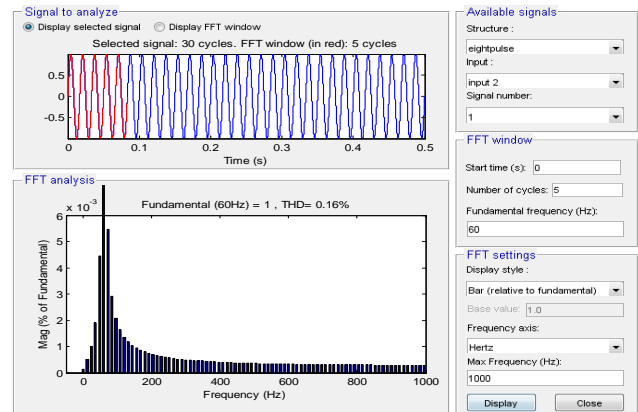 Signal to analyze
Display selected signal
Display FFT window
Selected signal: 30 cycles. FFT window (in red): 5 cycles
0.5
0
-0.5
0
0.1
0.2
0.3
0.4
0.5
Time (s)
FFT analysis
x 10^-3
Fundamental (60Hz) = 1 , THD= 0.16%
6
5
4
3
2
1
0
Mag (% of Fundamental)
0
200
400
600
800
1000
Frequency (Hz)
Available signals
Structure :
eightpulse
Input :
input 2
Signal number:
1
FFT window
Start time (s): 0
Number of cycles: 5
Fundamental frequency (Hz):
60
FFT settings
Display style :
Bar (relative to fundamental)
Base value: 1.0
Frequency axis:
Hertz
Max Frequency (Hz):
1000
Display
Close